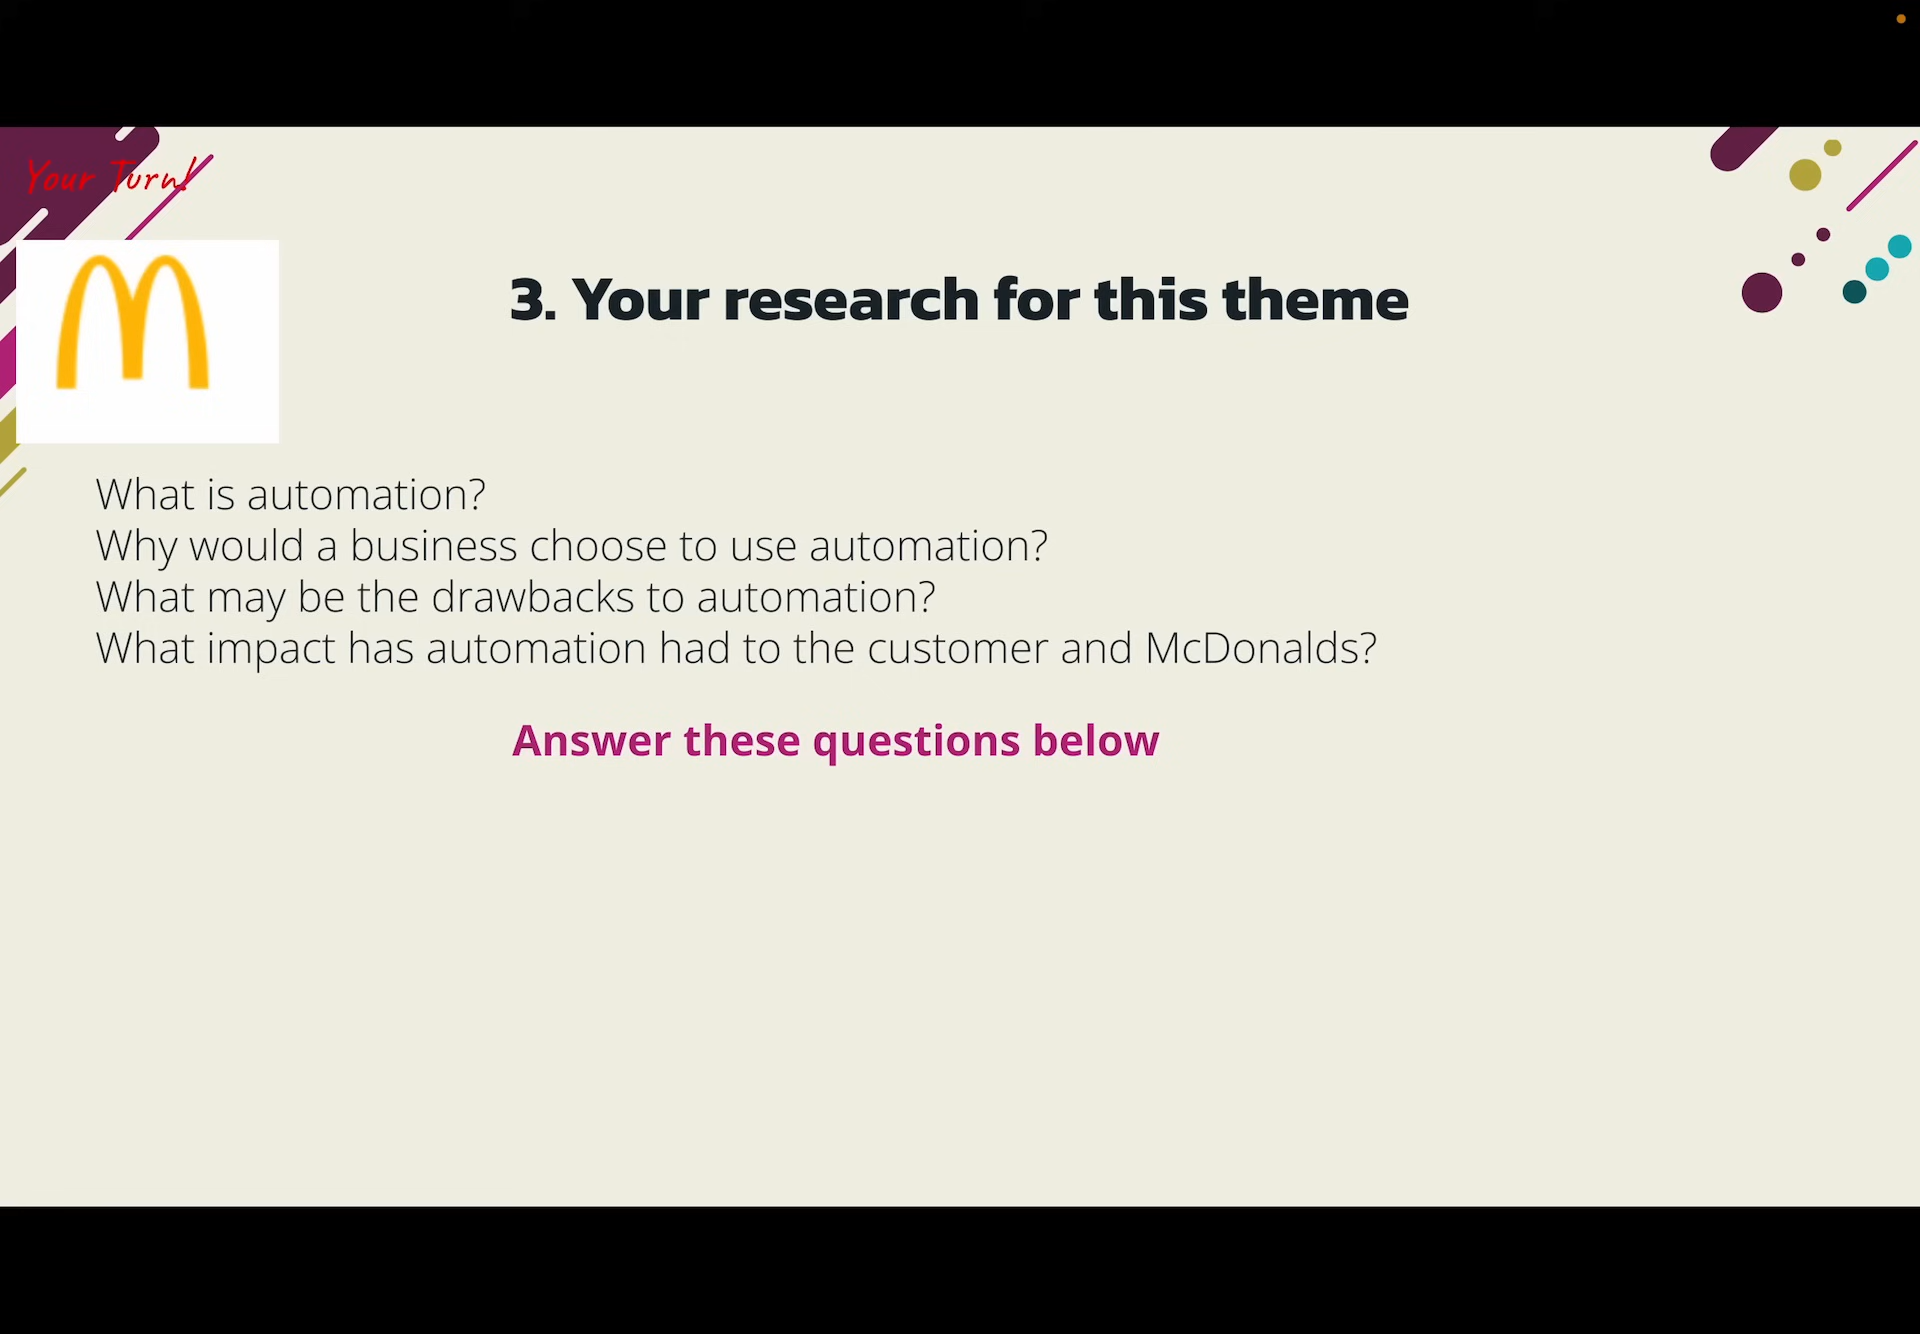 Your Turn!
3. Your research for this theme
What is automation?
Why would a business choose to use automation?
What may be the drawbacks to automation?
What impact has automation had to the customer and McDonalds?
Answer these questions below